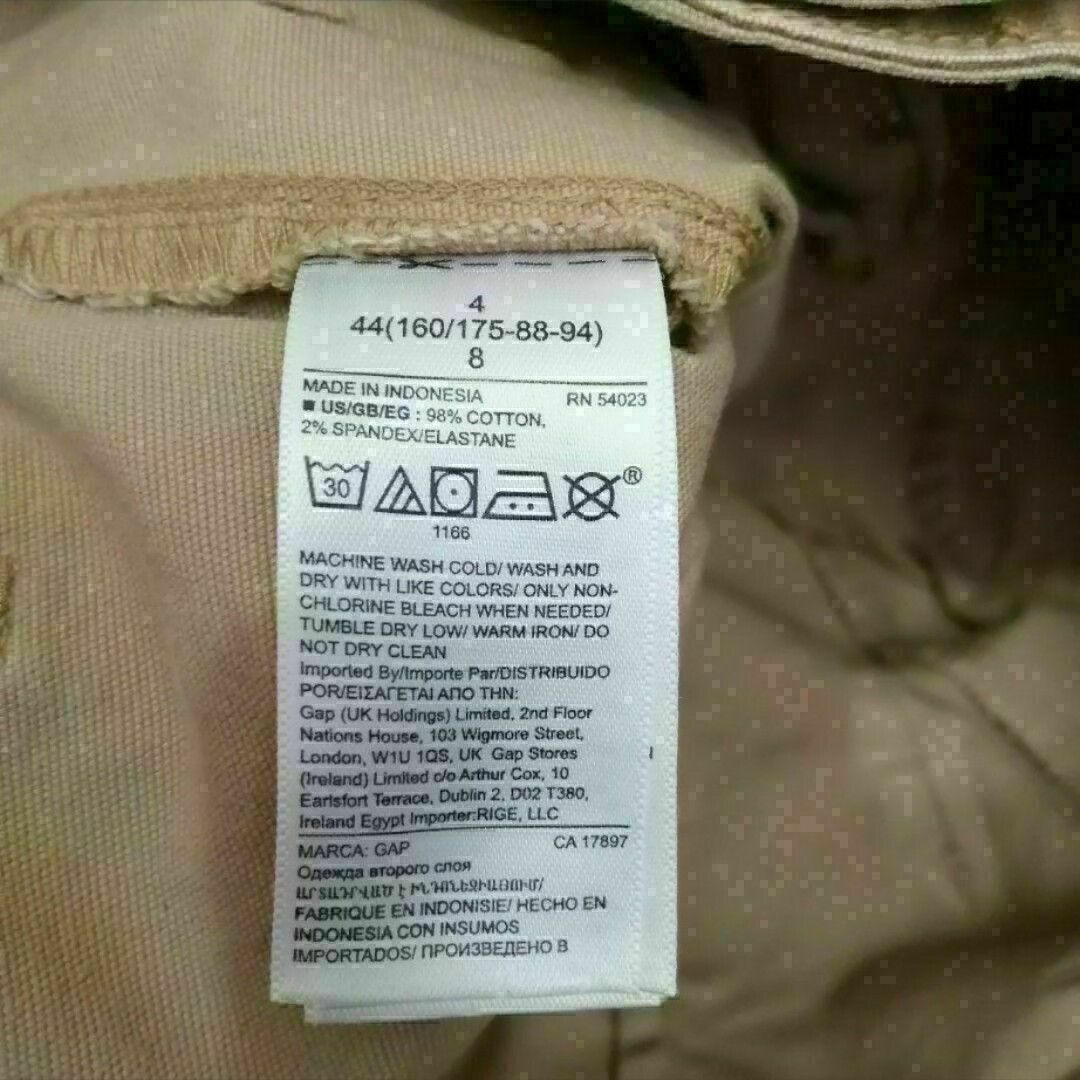 4
44(160/175-88-94)
8
MADE IN INDONESIA RN 54023
■ US/GB/EG : 98% COTTON,
2% SPANDEX/ELASTANE
30 ®
1166
MACHINE WASH COLD/ WASH AND
DRY WITH LIKE COLORS/ ONLY NON-
CHLORINE BLEACH WHEN NEEDED/
TUMBLE DRY LOW/ WARM IRON/ DO
NOT DRY CLEAN
Imported By/Importe Par/DISTRIBUIDO
POR/ΕΙΣΑΓΕΤΑΙ ΑΠΟ ΤΗΝ:
Gap (UK Holdings) Limited, 2nd Floor
Nations House, 103 Wigmore Street,
London, W1U 1QS, UK Gap Stores
(Ireland) Limited c/o Arthur Cox, 10
Earlsfort Terrace, Dublin 2, D02 T380,
Ireland Egypt Importer:RIGE, LLC
MARCA: GAP CA 17897
Одежда второго слоя
ԱՐՏԱԴՐՎԱԾ Է ԻՆԴՈՆԵԶԻԱՅՈՒՄ/
FABRIQUE EN INDONISIE/ HECHO EN
INDONESIA CON INSUMOS
IMPORTADOS/ ПРОИЗВЕДЕНО В